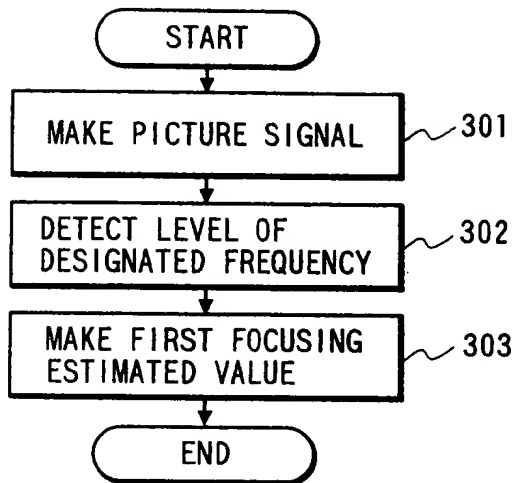 START
MAKE PICTURE SIGNAL
301
DETECT LEVEL OF
DESIGNATED FREQUENCY
302
MAKE FIRST FOCUSING
ESTIMATED VALUE
303
END